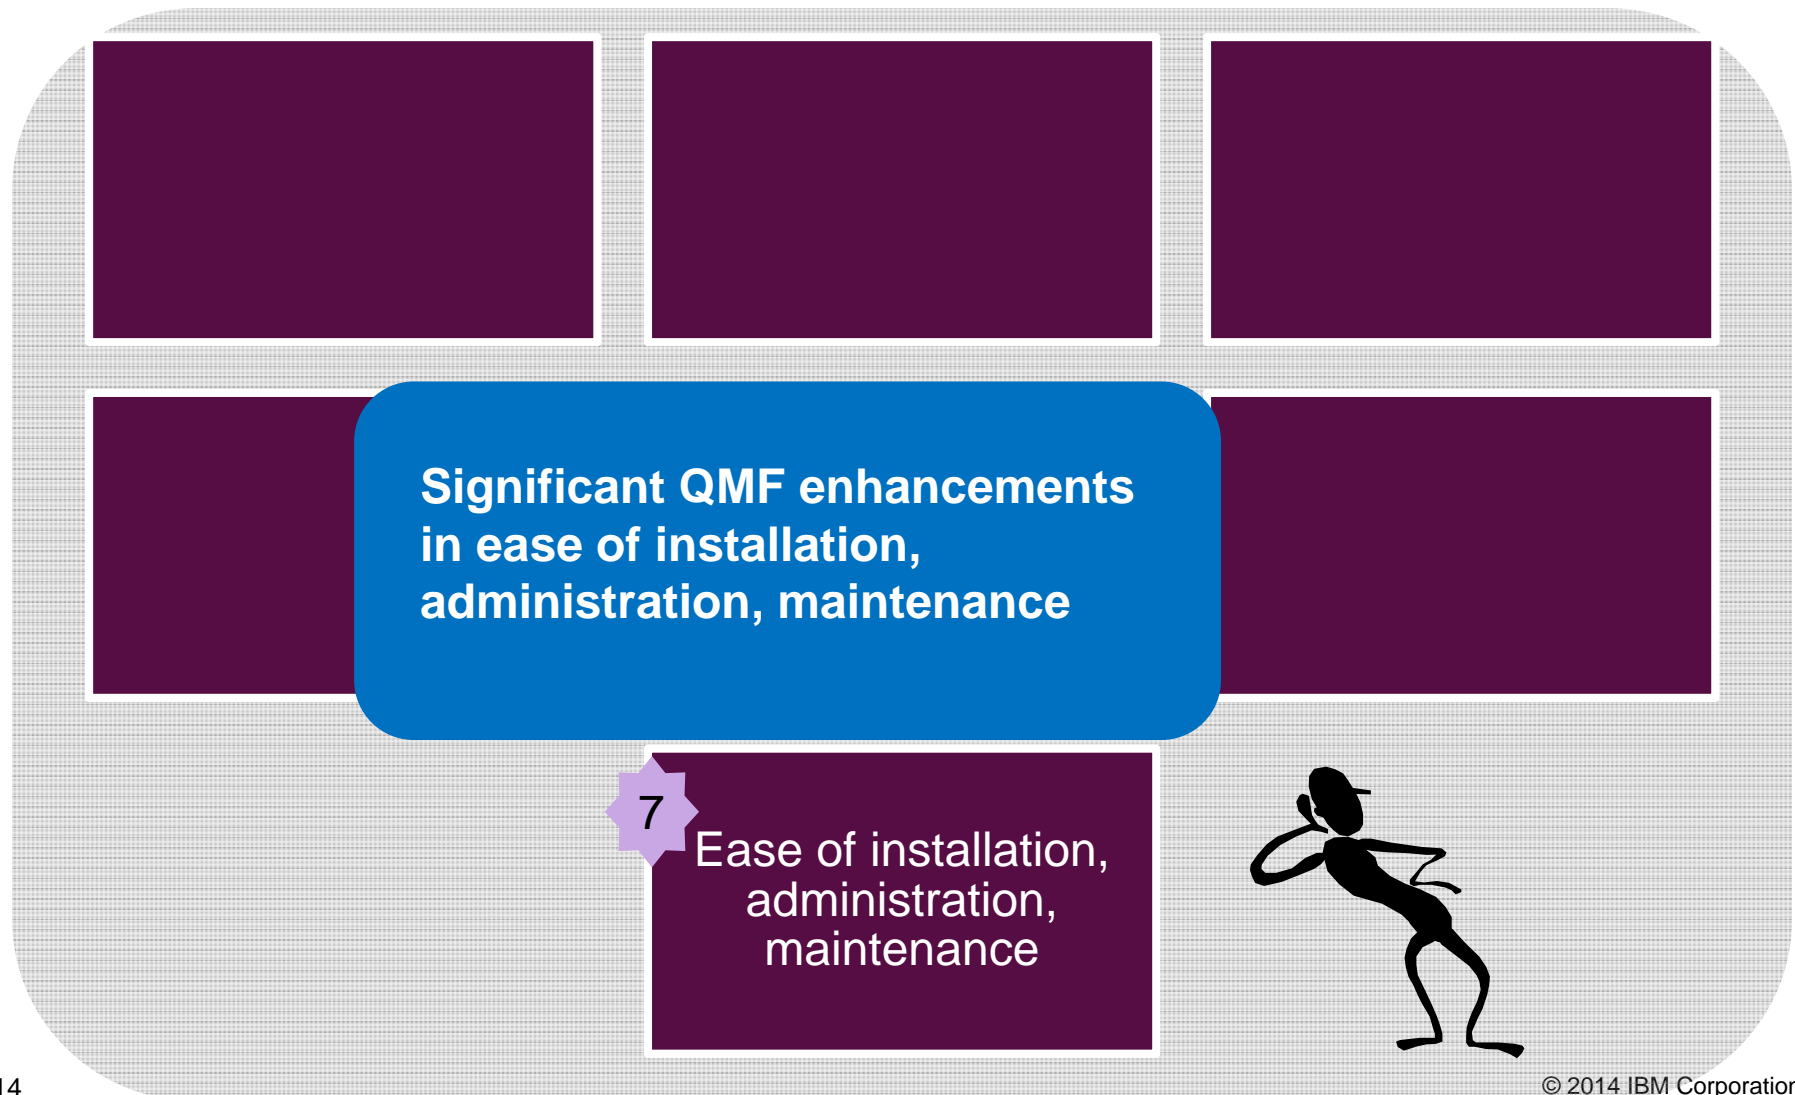 Significant QMF enhancements
in ease of installation,
administration, maintenance
7
Ease of installation,
administration,
maintenance
14
© 2014 IBM Corporation